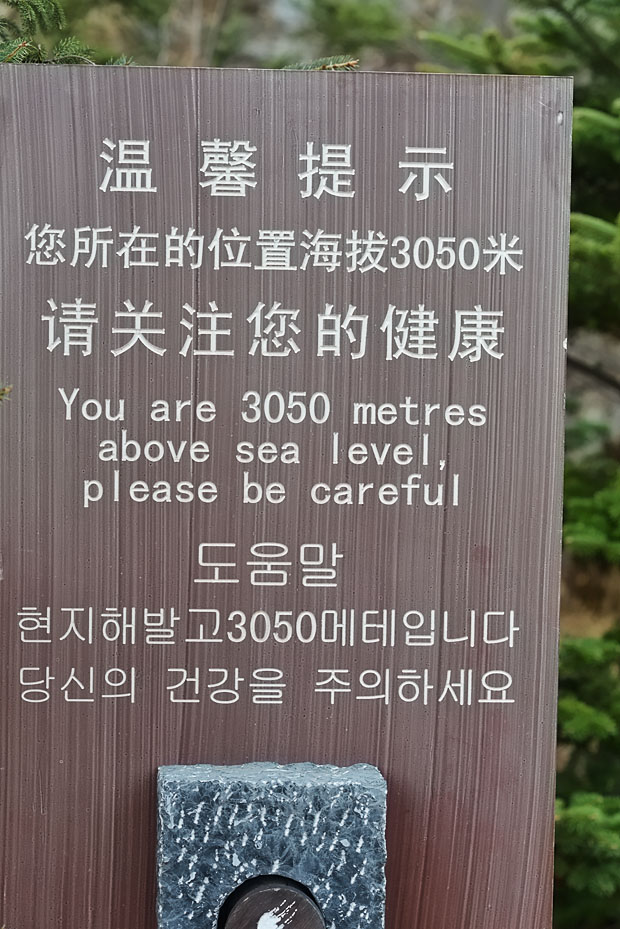 温馨提示
您所在的位置海拔3050米
请关注您的健康
You are 3050 metres
above sea level,
please be careful
도움말
현지해발고3050메테입니다
당신의 건강을 주의하세요